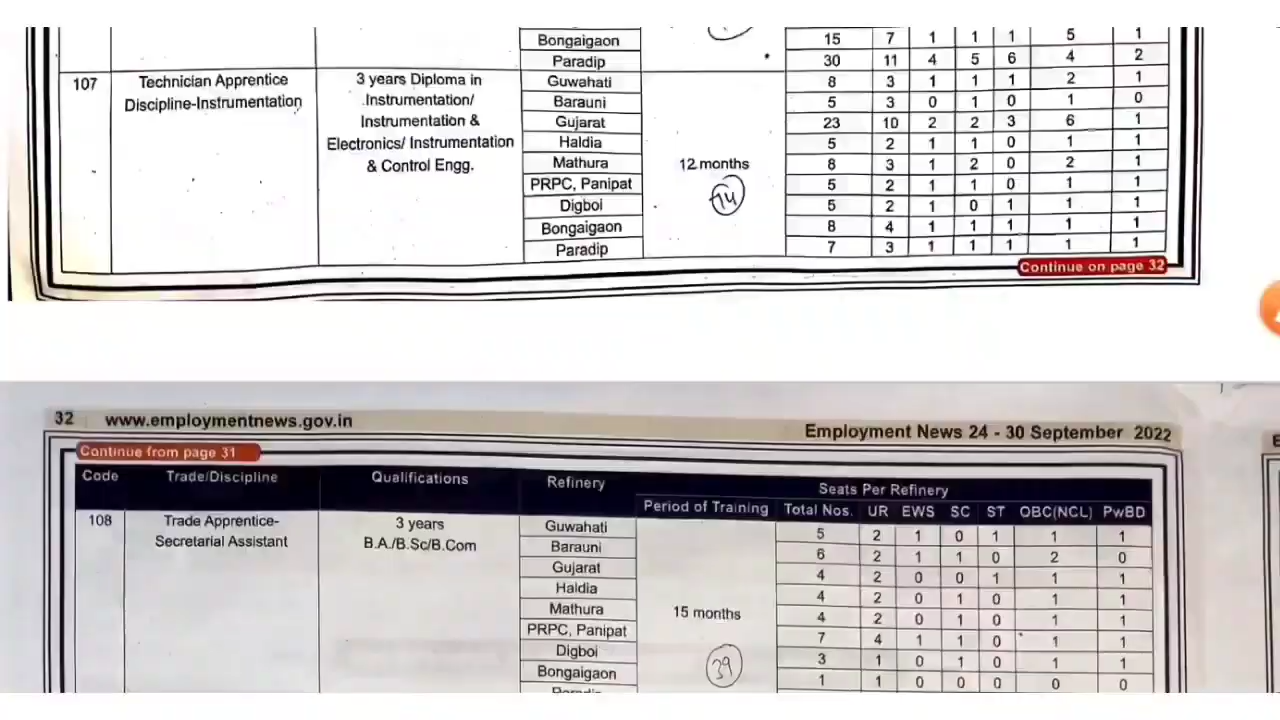 Bongaigaon 15 7 1 1 1 5 1
Paradip 30 11 4 5 6 4 2
107 Technician Apprentice 3 years Diploma in Guwahati 8 3 1 1 1 2 1
Discipline-Instrumentation Instrumentation/ Barauni 5 3 0 1 0 1 0
Instrumentation & Gujarat 23 10 2 2 3 6 1
Electronics/ Instrumentation Haldia 5 2 1 1 0 1 1
& Control Engg. Mathura 12 months 8 3 1 2 0 2 1
PRPC, Panipat 5 2 1 1 0 1 1
Digboi 74 5 2 1 0 1 1 1
Bongaigaon 8 4 1 1 1 1 1
Paradip 7 3 1 1 1 1 1
Continue on page 32
32 www.employmentnews.gov.in Employment News 24 - 30 September 2022
Continue from page 31
Code Trade/Discipline Qualifications Refinery Seats Per Refinery
Period of Training Total Nos. UR EWS SC ST OBC(NCL) PwBD
108 Trade Apprentice- 3 years Guwahati 5 2 1 0 1 1 1
Secretarial Assistant B.A./B.Sc/B.Com Barauni 6 2 1 1 0 2 0
Gujarat 4 2 0 0 1 1 1
Haldia 4 2 0 1 0 1 1
Mathura 15 months 4 2 0 1 0 1 1
PRPC, Panipat 7 4 1 1 0 1 1
Digboi 39 3 1 0 1 0 1 1
Bongaigaon 1 1 0 0 0 0 0